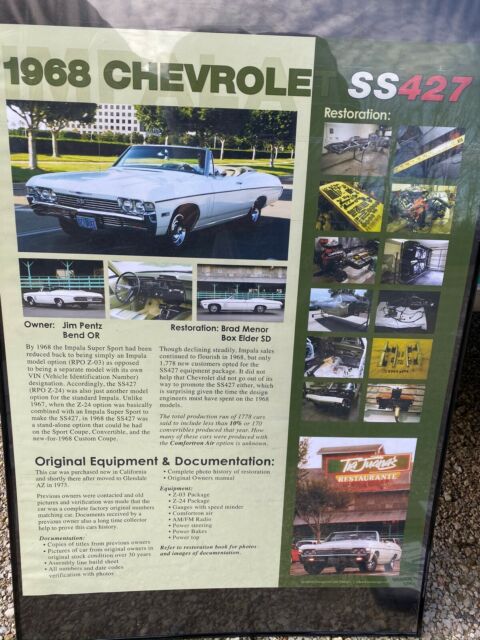 1968 CHEVROLET SS427
Restoration:
Owner: Jim Pentz
Bend OR
Restoration: Brad Menor
Box Elder SD
By 1968 the Impala Super Sport had been
reduced back to being simply an Impala
model option (RPO Z-03) as opposed
to being a separate model with its own
VIN (Vehicle Identification Number)
designation. Accordingly, the SS427
(RPO Z-24) was also just another model
option for the standard Impala. Unlike
1967, when the Z-24 option was basically
combined with an Impala Super Sport to
make the SS427, in 1968 the SS427 was
a stand-alone option that could be had
on the Sport Coupe, Convertible, and the
new-for-1968 Custom Coupe.
Though declining steadily, Impala sales
continued to flourish in 1968, but only
1,778 new customers opted for the
SS427 equipment package. It did not
help that Chevrolet did not go out of its
way to promote the SS427 either, which
is surprising given the time the design
engineers must have spent on the 1968
models.
The total production run of 1778 cars
said to include less than 10% or 170
convertibles produced that year. How
many of these cars were produced with
the Comfortron Air option is unknown.
Original Equipment & Documentation:
This car was purchased new in California
and shortly there after moved to Glendale
AZ in 1973.
Previous owners were contacted and old
pictures and verification was made that the
car was a complete factory original numbers
matching car. Documents received by a
previous owner also a long time collector
help to prove this cars history.
Documentation:
• Copies of titles from previous owners
• Pictures of car from original owners in
original stock condition over 30 years
• Assembly line build sheet
• All numbers and date codes
verification with photos
• Complete photo history of restoration
• Original Owners manual
Equipment:
• Z-03 Package
• Z-24 Package
• Gauges with speed minder
• Comfortron air
• AM/FM Radio
• Power steering
• Power Bakes
• Power top
Refer to restoration book for photos
and images of documentation.
Tia Juana's
RESTAURANTE